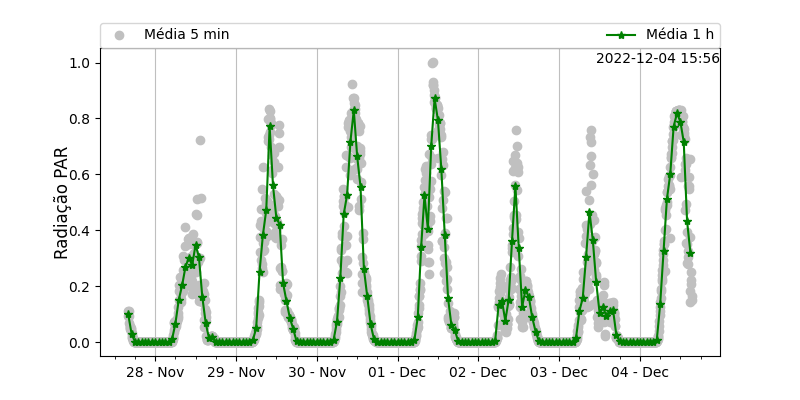 Média 5 min
Média 1 h
2022-12-04 15:56
Radiação PAR
1.0
0.8
0.6
0.4
0.2
0.0
28 - Nov
29 - Nov
30 - Nov
01 - Dec
02 - Dec
03 - Dec
04 - Dec